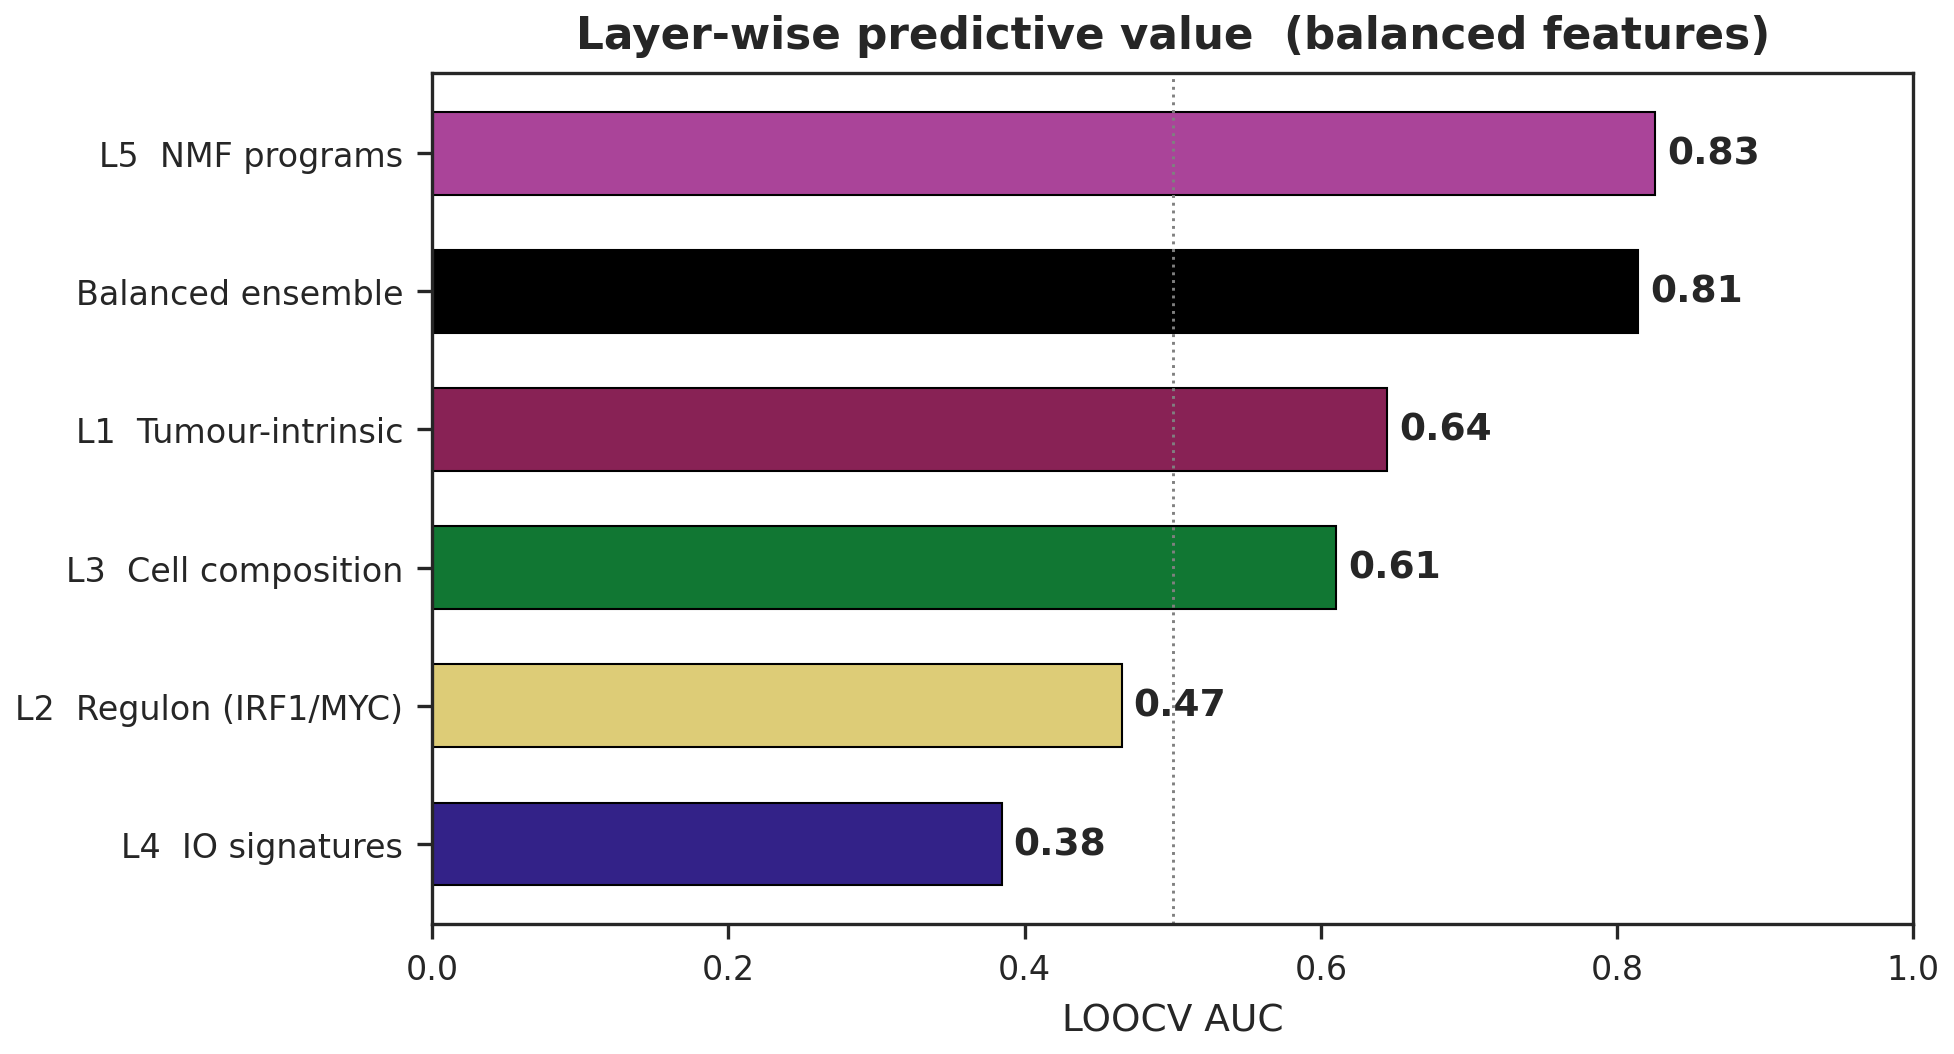 Layer-wise predictive value  (balanced features)
L5  NMF programs
0.83
Balanced ensemble
0.81
L1  Tumour-intrinsic
0.64
L3  Cell composition
0.61
L2  Regulon (IRF1/MYC)
0.47
L4  IO signatures
0.38
0.0 0.2 0.4 0.6 0.8 1.0
LOOCV AUC